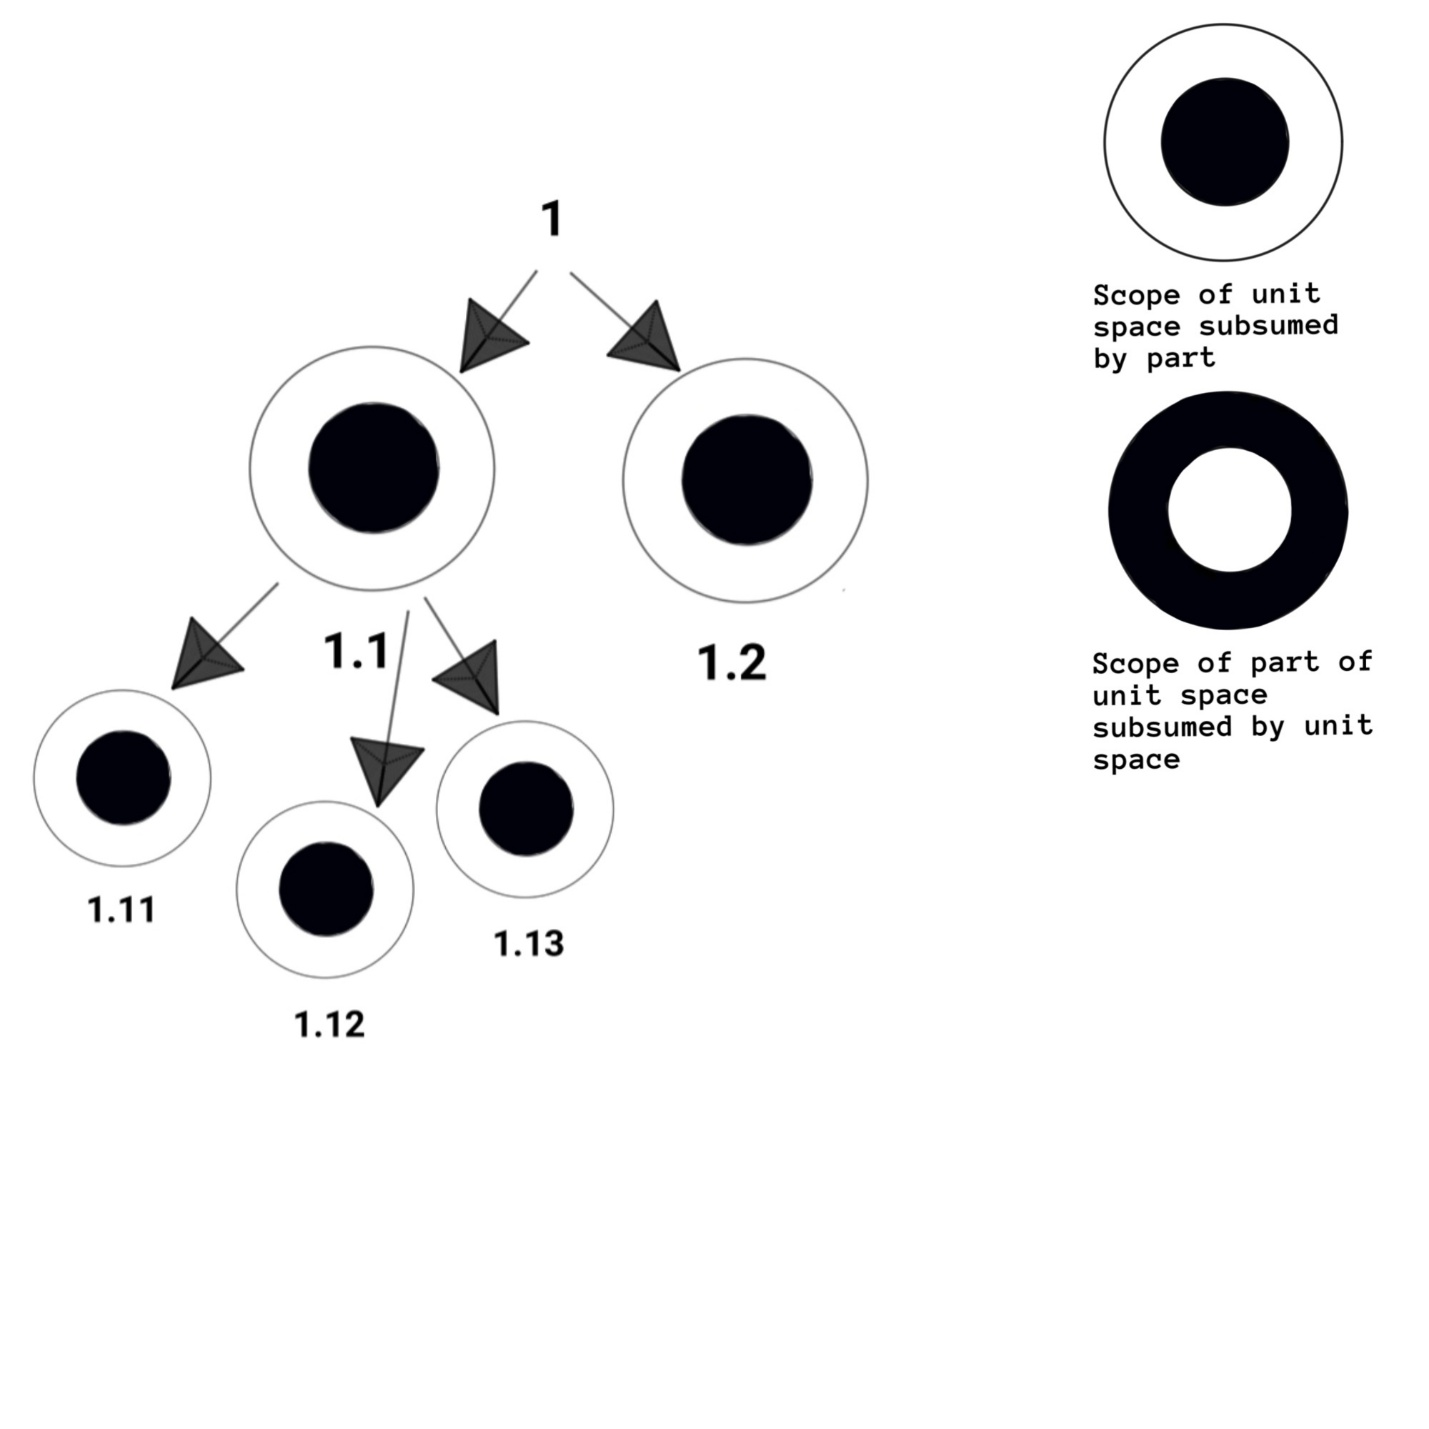 1
1.1
1.2
1.11
1.12
1.13
Scope of unit
space subsumed
by part
Scope of part of
unit space
subsumed by unit
space